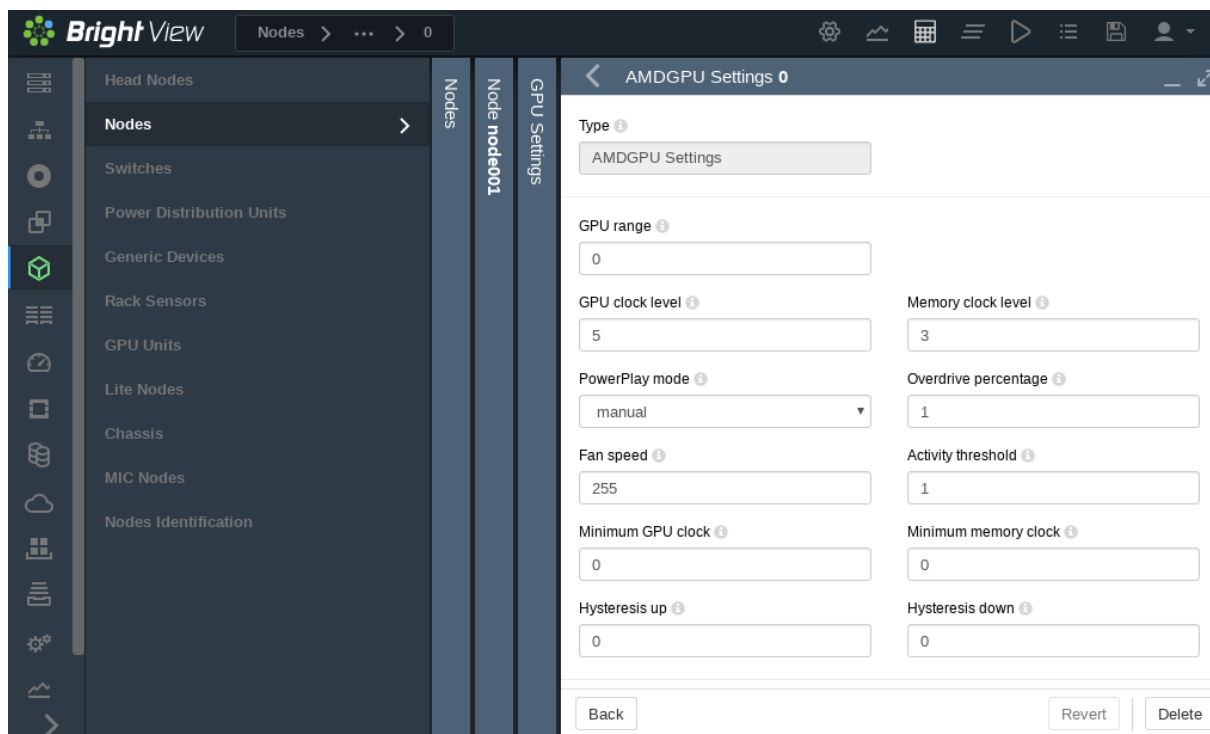 Bright View
Nodes > ... > 0
Head Nodes
Nodes
Switches
Power Distribution Units
Generic Devices
Rack Sensors
GPU Units
Lite Nodes
Chassis
MIC Nodes
Nodes Identification
Nodes
Node node001
GPU Settings
AMDGPU Settings 0
Type
AMDGPU Settings
GPU range
0
GPU clock level
Memory clock level
5
3
PowerPlay mode
Overdrive percentage
manual
1
Fan speed
Activity threshold
255
1
Minimum GPU clock
Minimum memory clock
0
0
Hysteresis up
Hysteresis down
0
0
Back
Revert
Delete